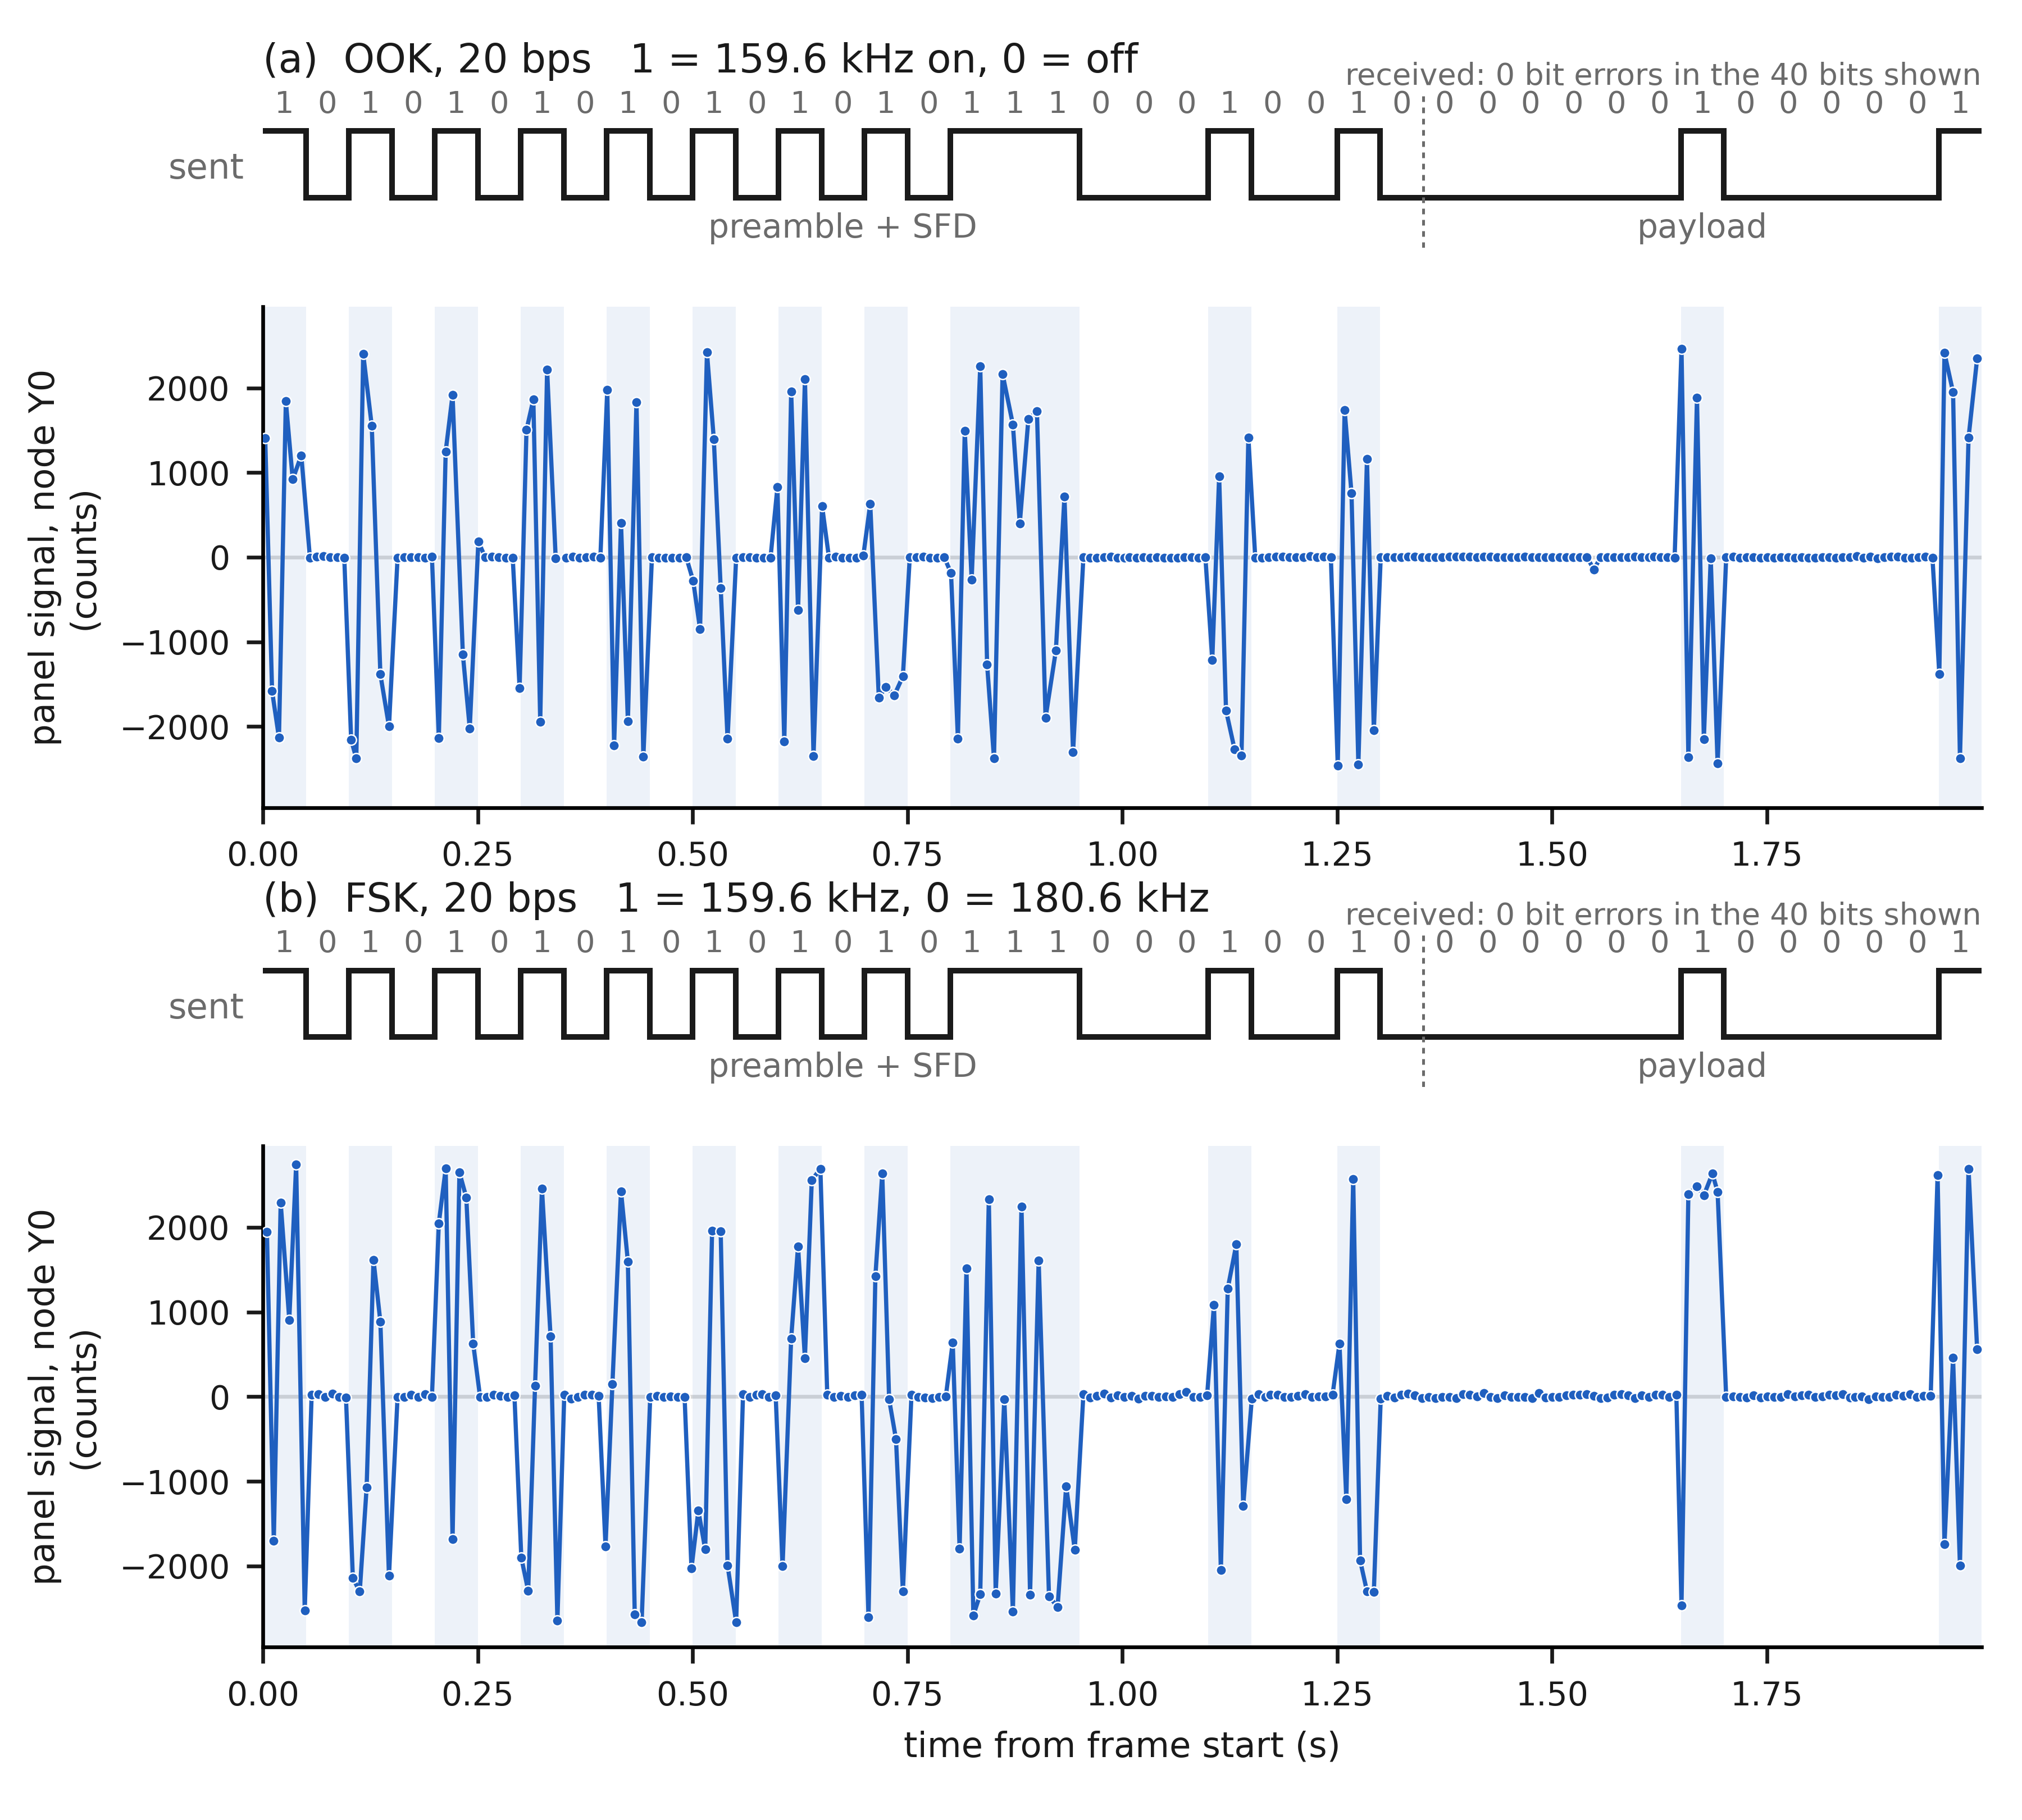 (a)  OOK, 20 bps   1 = 159.6 kHz on, 0 = off
received: 0 bit errors in the 40 bits shown
1 0 1 0 1 0 1 0 1 0 1 0 1 0 1 0 1 1 1 0 0 0 1 0 0 1 0 0 0 0 0 0 0 1 0 0 0 0 0 1
sent
preamble + SFD
payload
panel signal, node Y0
(counts)
2000
1000
0
−1000
−2000
0.00 0.25 0.50 0.75 1.00 1.25 1.50 1.75
(b)  FSK, 20 bps   1 = 159.6 kHz, 0 = 180.6 kHz
received: 0 bit errors in the 40 bits shown
1 0 1 0 1 0 1 0 1 0 1 0 1 0 1 0 1 1 1 0 0 0 1 0 0 1 0 0 0 0 0 0 0 1 0 0 0 0 0 1
sent
preamble + SFD
payload
panel signal, node Y0
(counts)
2000
1000
0
−1000
−2000
0.00 0.25 0.50 0.75 1.00 1.25 1.50 1.75
time from frame start (s)